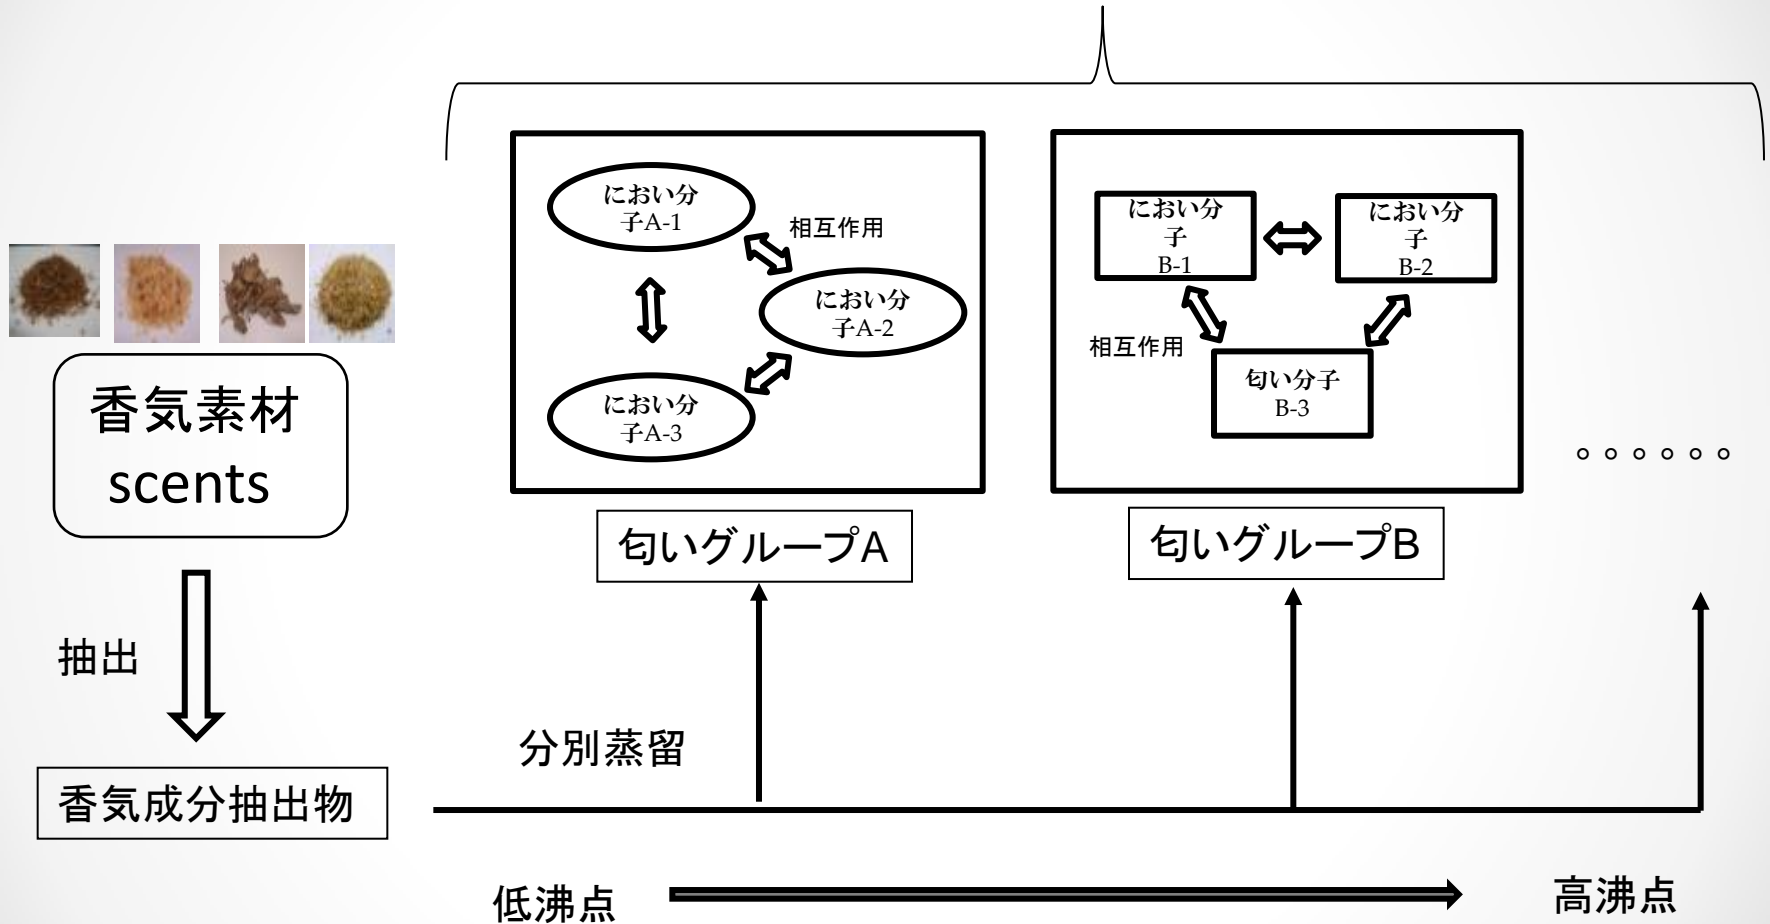 香気素材
scents
抽出
香気成分抽出物
におい分
子A-1
相互作用
におい分
子A-2
におい分
子A-3
匂いグループA
におい分
子
B-1
におい分
子
B-2
相互作用
匂い分子
B-3
匂いグループB
。。。。。。
分別蒸留
低沸点
高沸点